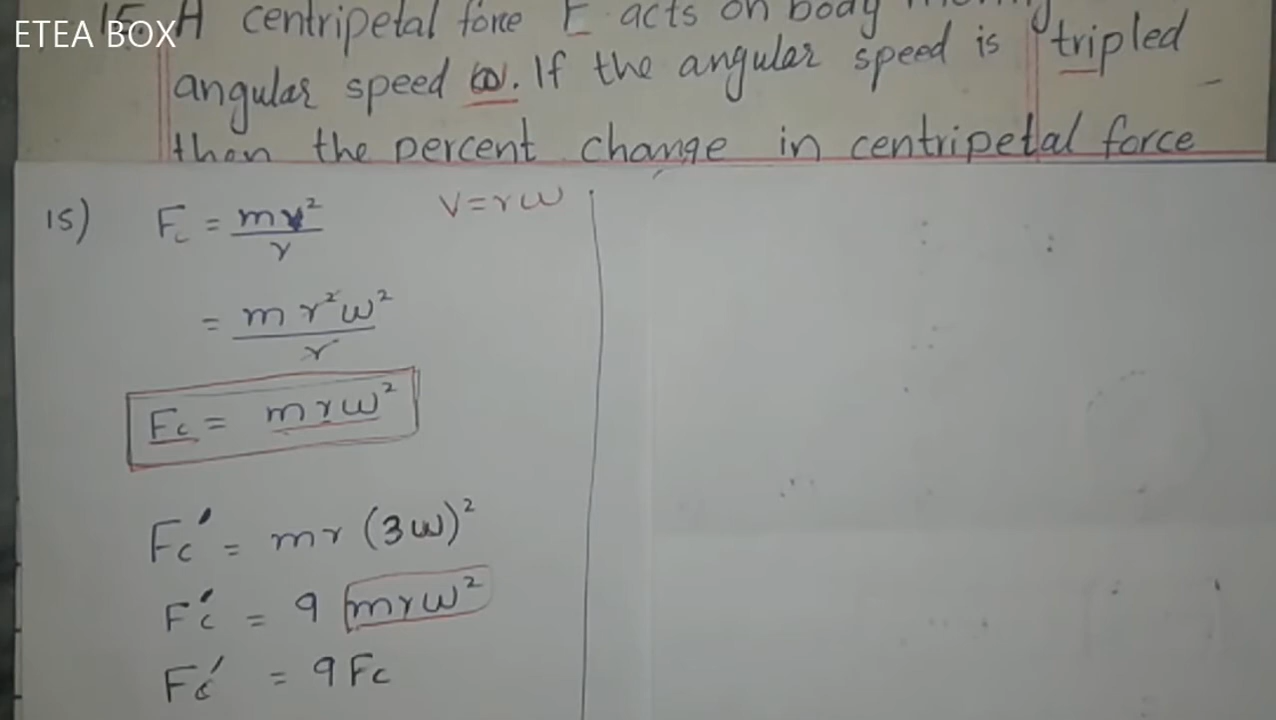 ETEA BOX
15. A centripetal force F acts on body moving
angular speed ω. If the angular speed is tripled
then the percent change in centripetal force
15) Fc = mv²/r V=rω
= mr²ω²/r
Fc = mrω²
Fc' = mr (3ω)²
Fc' = 9 mrω²
Fc' = 9Fc